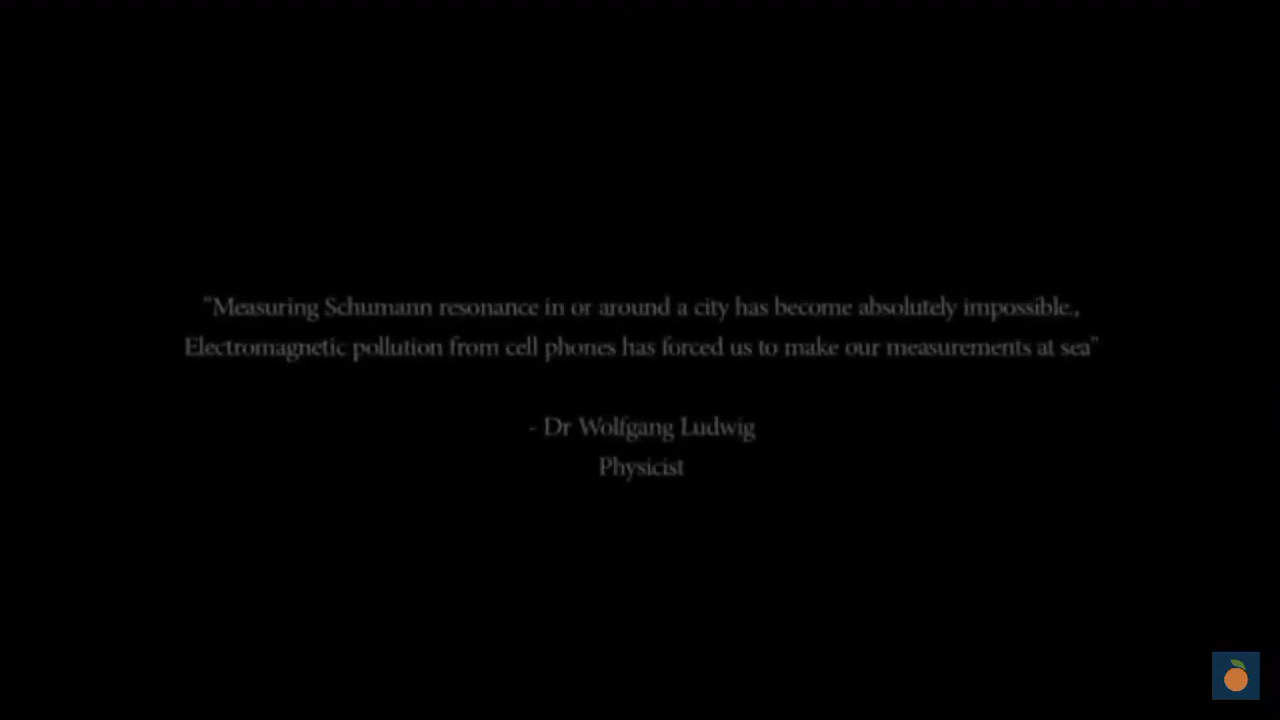 "Measuring Schumann resonance in or around a city has become absolutely impossible.,
Electromagnetic pollution from cell phones has forced us to make our measurements at sea"
- Dr Wolfgang Ludwig
Physicist